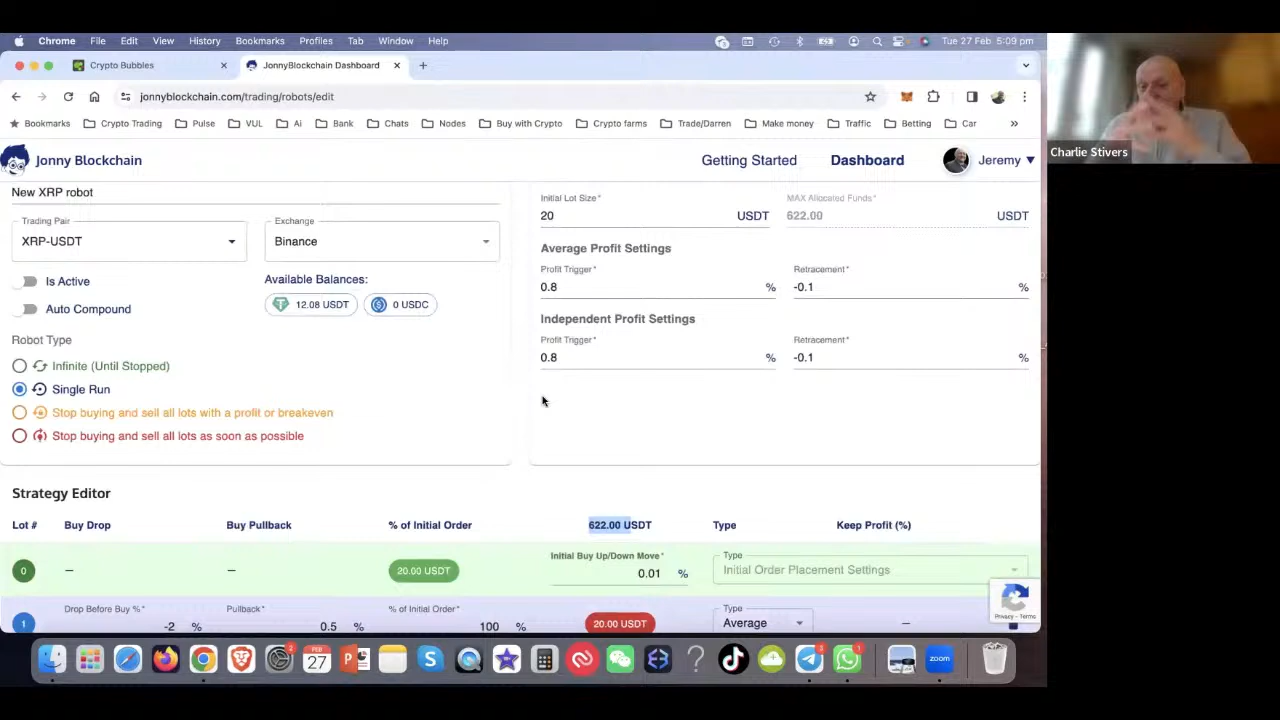 Chrome File Edit View History Bookmarks Profiles Tab Window Help Tue 27 Feb 5:09 pm
Crypto Bubbles JonnyBlockchain Dashboard
jonnyblockchain.com/trading/robots/edit
Bookmarks Crypto Trading Pulse VUL Ai Bank Chats Nodes Buy with Crypto Crypto farms Trade/Darren Make money Traffic Betting Car »
Charlie Stivers
Jonny Blockchain Getting Started Dashboard Jeremy
New XRP robot
Trading Pair
XRP-USDT
Exchange
Binance
Is Active
Auto Compound
Available Balances:
12.08 USDT 0 USDC
Robot Type
Infinite (Until Stopped)
Single Run
Stop buying and sell all lots with a profit or breakeven
Stop buying and sell all lots as soon as possible
Initial Lot Size*
20 USDT
MAX Allocated Funds*
622.00 USDT
Average Profit Settings
Profit Trigger* Retracement*
0.8 % -0.1 %
Independent Profit Settings
Profit Trigger* Retracement*
0.8 % -0.1 %
Strategy Editor
Lot # Buy Drop Buy Pullback % of Initial Order 622.00 USDT Type Keep Profit (%)
0 – – 20.00 USDT Initial Buy Up/Down Move* 0.01 % Type Initial Order Placement Settings
1 Drop Before Buy %* -2 % Pullback* 0.5 % % of Initial Order* 100 % 20.00 USDT Type Average –
Privacy - Terms
FEB
27
zoom